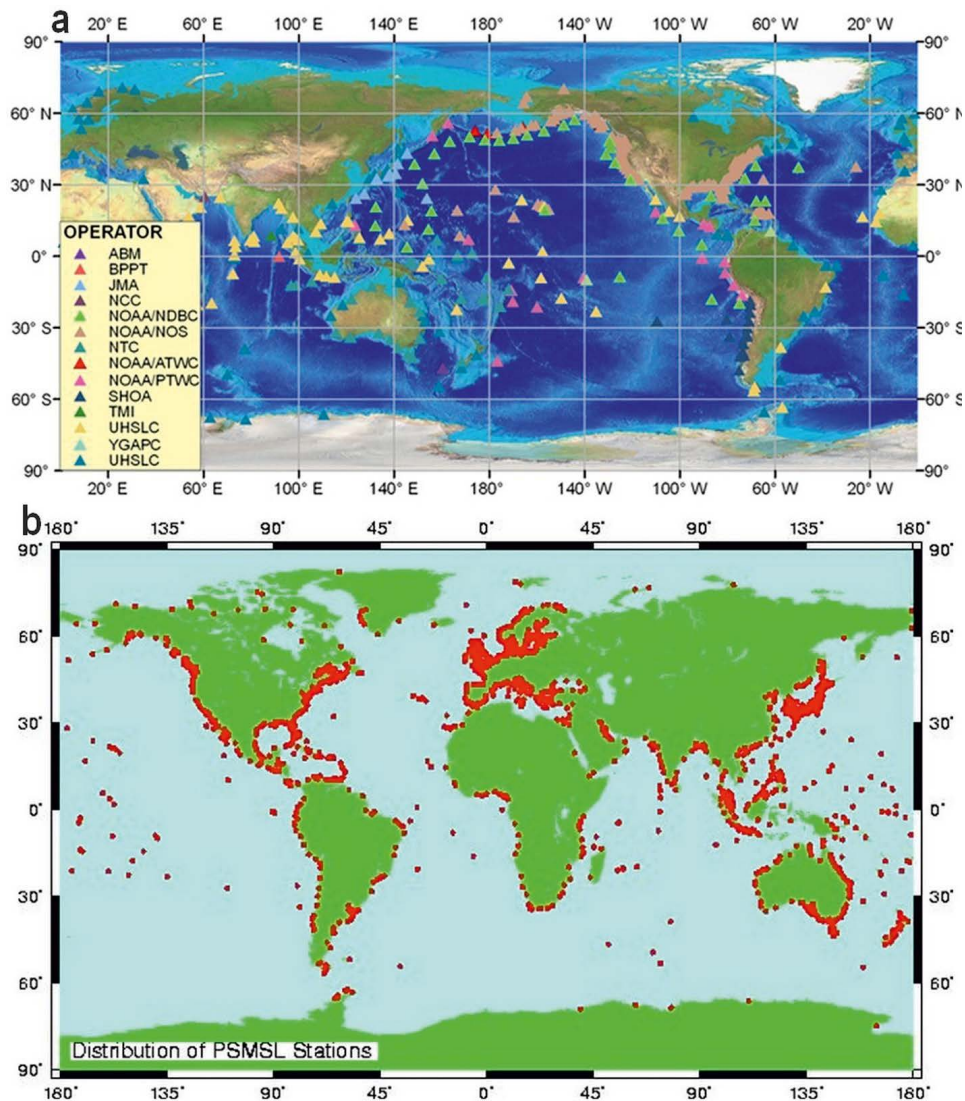 a
20° E 60° E 100° E 140° E 180° 140° W 100° W 60° W 20° W
90° 90°
60° N 60° N
30° N 30° N
0° 0°
30° S 30° S
60° S 60° S
90° 90°
OPERATOR
ABM
BPPT
JMA
NCC
NOAA/NDBC
NOAA/NOS
NTC
NOAA/ATWC
NOAA/PTWC
SHOA
TMI
UHSLC
YGAPC
UHSLC
20° E 60° E 100° E 140° E 180° 140° W 100° W 60° W 20° W
b
180° 135° 90° 45° 0° 45° 90° 135° 180°
90° 90°
60° 60°
30° 30°
0° 0°
30° 30°
60° 60°
90° 90°
Distribution of PSMSL Stations
180° 135° 90° 45° 0° 45° 90° 135° 180°